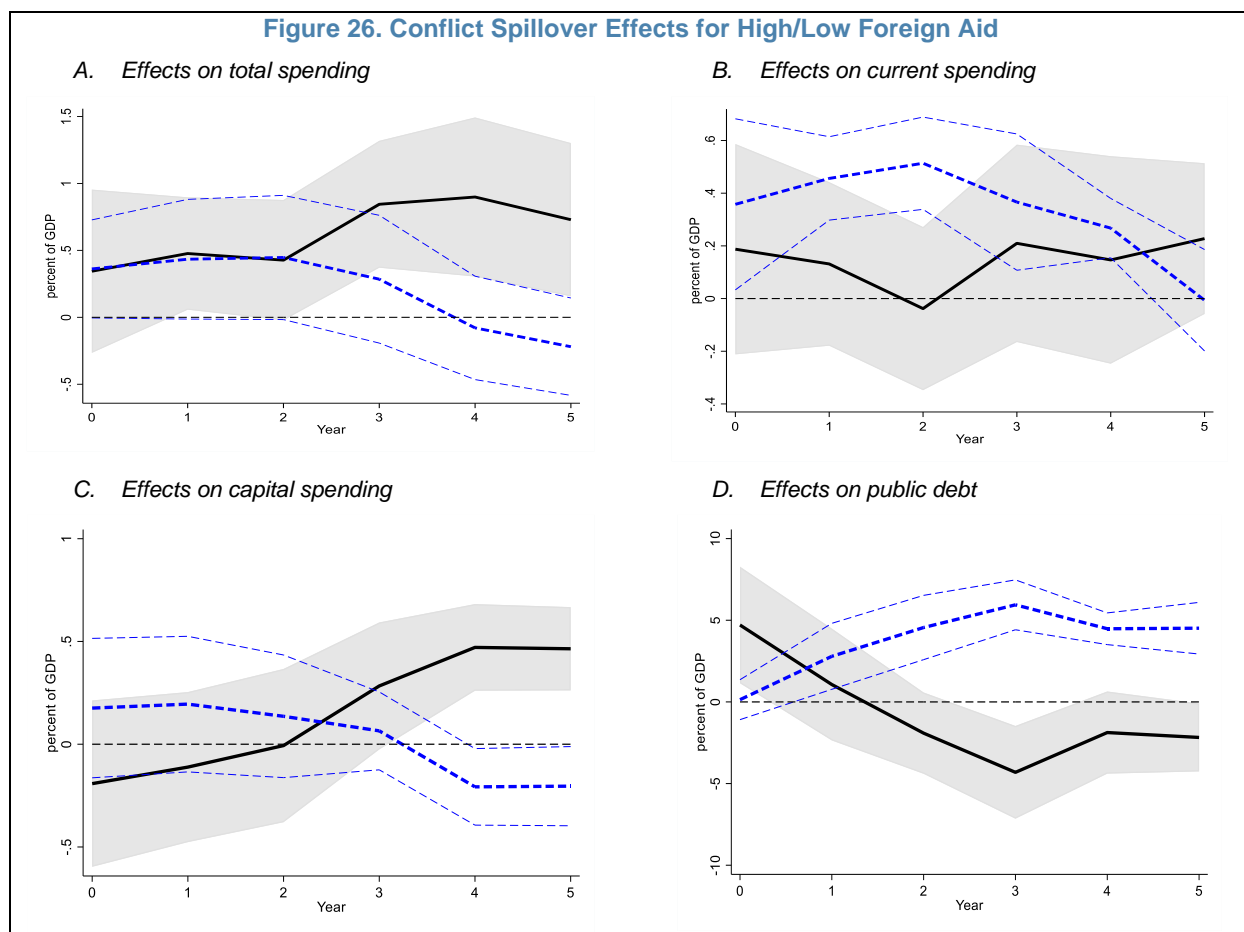 Figure 26. Conflict Spillover Effects for High/Low Foreign Aid
A. Effects on total spending
B. Effects on current spending
1.5
1
.5
0
-.5
percent of GDP
0 1 2 3 4 5
Year
.6
.4
.2
0
-.2
-.4
percent of GDP
0 1 2 3 4 5
Year
C. Effects on capital spending
D. Effects on public debt
1
.5
0
-.5
percent of GDP
0 1 2 3 4 5
Year
10
5
0
-5
-10
percent of GDP
0 1 2 3 4 5
Year